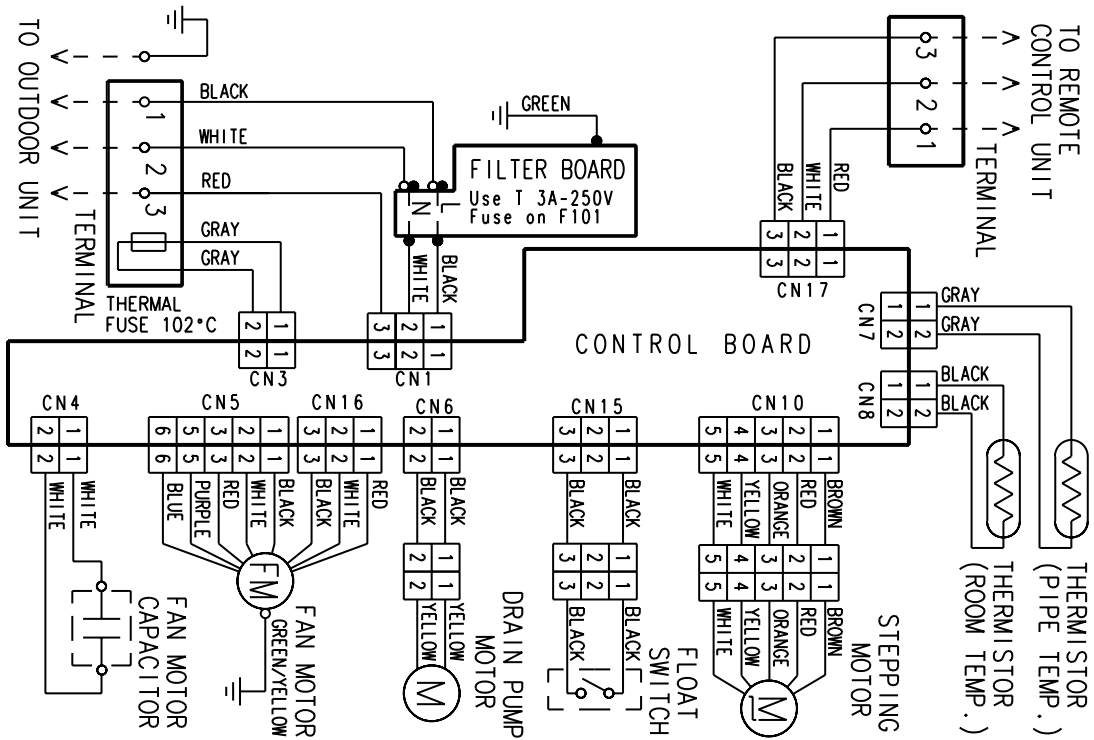 TO OUTDOOR UNIT
TERMINAL
1
2
3
BLACK
WHITE
RED
GRAY
GRAY
THERMAL
FUSE 102°C
GREEN
FILTER BOARD
Use T 3A-250V
Fuse on F101
N
WHITE
BLACK
TO REMOTE
CONTROL UNIT
TERMINAL
3
2
1
BLACK
WHITE
RED
3 2 1
3 2 1
CN17
2 1
2 1
CN3
3 2 1
3 2 1
CN1
CONTROL BOARD
CN7
1 1
2 2
GRAY
GRAY
CN8
1 1
2 2
BLACK
BLACK
THERMISTOR
(PIPE TEMP.)
THERMISTOR
(ROOM TEMP.)
CN4
2 1
2 1
WHITE
WHITE
FAN MOTOR
CAPACITOR
CN5
6 5 3 2 1
6 5 3 2 1
BLUE
PURPLE
RED
WHITE
BLACK
CN16
3 2 1
3 2 1
BLACK
WHITE
RED
FM
FAN MOTOR
GREEN/YELLOW
CN6
2 1
2 1
BLACK
BLACK
2 1
2 1
YELLOW
YELLOW
M
DRAIN PUMP
MOTOR
CN15
3 2 1
3 2 1
BLACK
BLACK
3 2 1
3 2 1
BLACK
BLACK
FLOAT
SWITCH
CN10
5 4 3 2 1
5 4 3 2 1
WHITE
YELLOW
ORANGE
RED
BROWN
5 4 3 2 1
5 4 3 2 1
WHITE
YELLOW
ORANGE
RED
BROWN
M
STEPPING
MOTOR